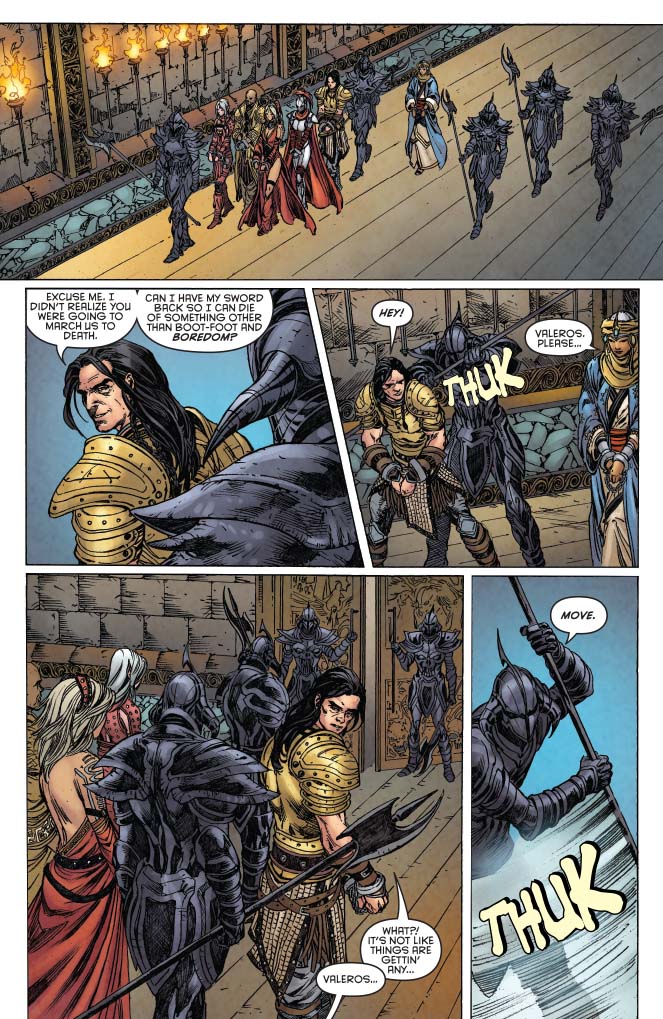 EXCUSE ME. I
DIDN'T REALIZE YOU
WERE GOING TO
MARCH US TO
DEATH.
CAN I HAVE MY SWORD
BACK SO I CAN DIE
OF SOMETHING OTHER
THAN BOOT-FOOT AND
BOREDOM?
HEY!
THUK
VALEROS.
PLEASE...
WHAT?!
IT'S NOT LIKE
THINGS ARE
GETTIN'
ANY...
VALEROS...
MOVE.
THUK